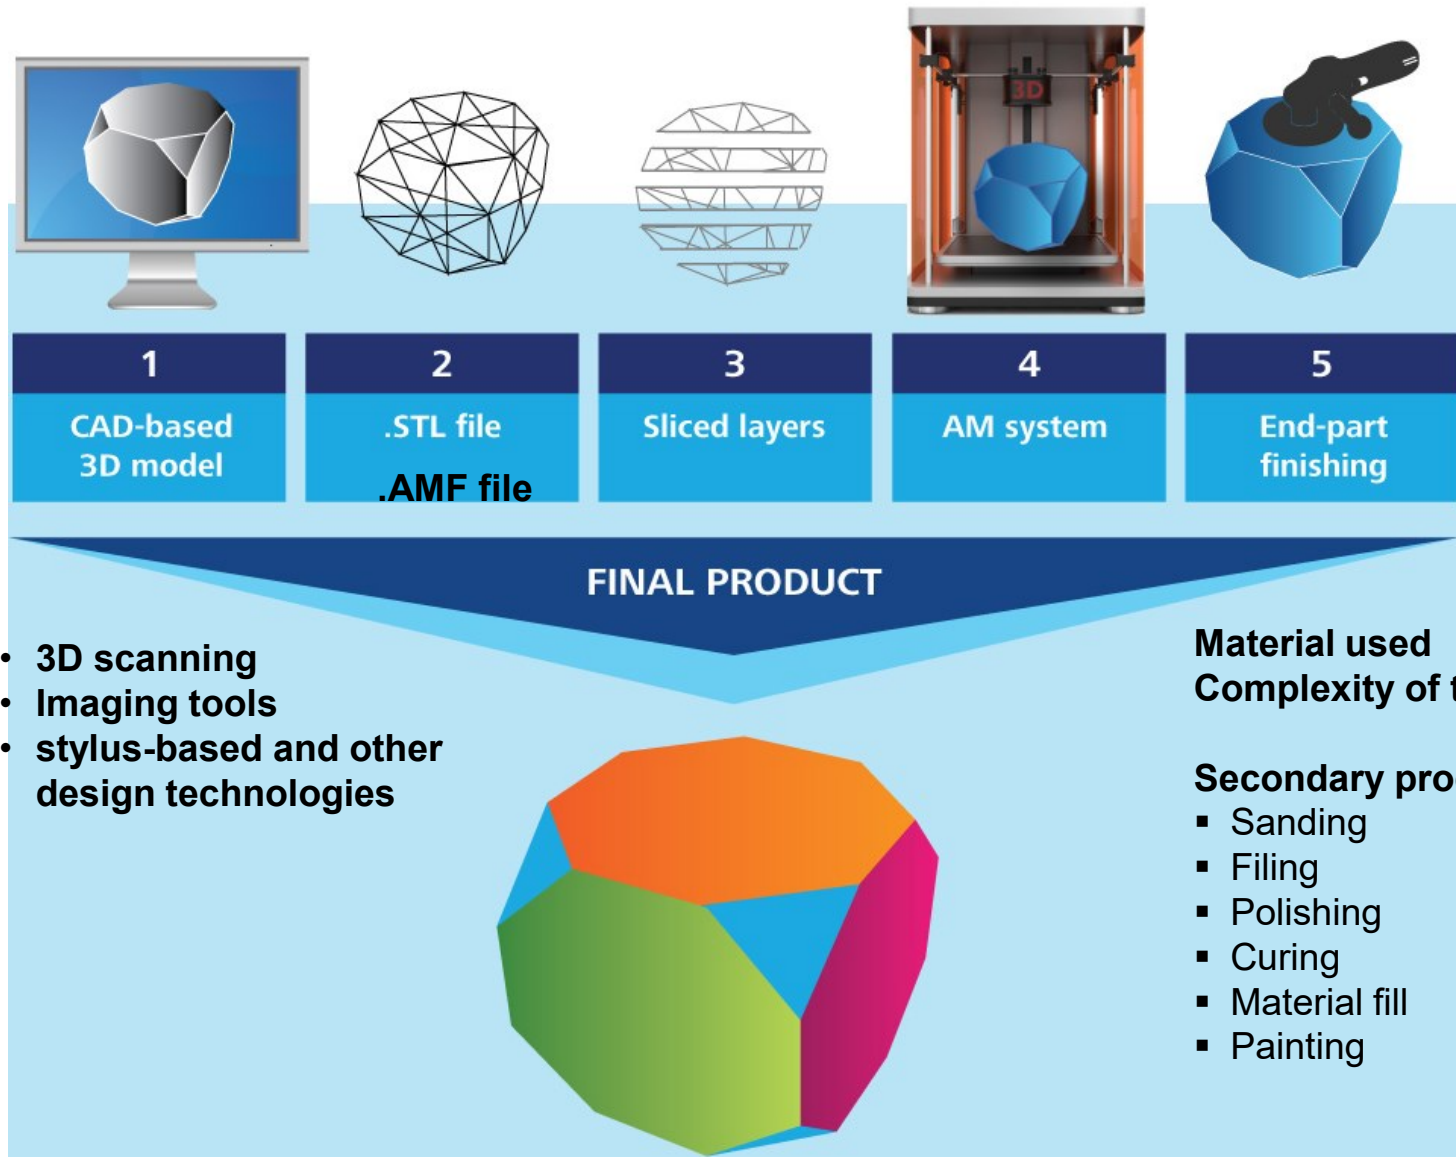 3D
1
CAD-based
3D model
2
.STL file
.AMF file
3
Sliced layers
4
AM system
5
End-part
finishing
FINAL PRODUCT
• 3D scanning
• Imaging tools
• stylus-based and other
design technologies
Material used
Complexity of
Secondary
▪ Sanding
▪ Filing
▪ Polishing
▪ Curing
▪ Material fill
▪ Painting